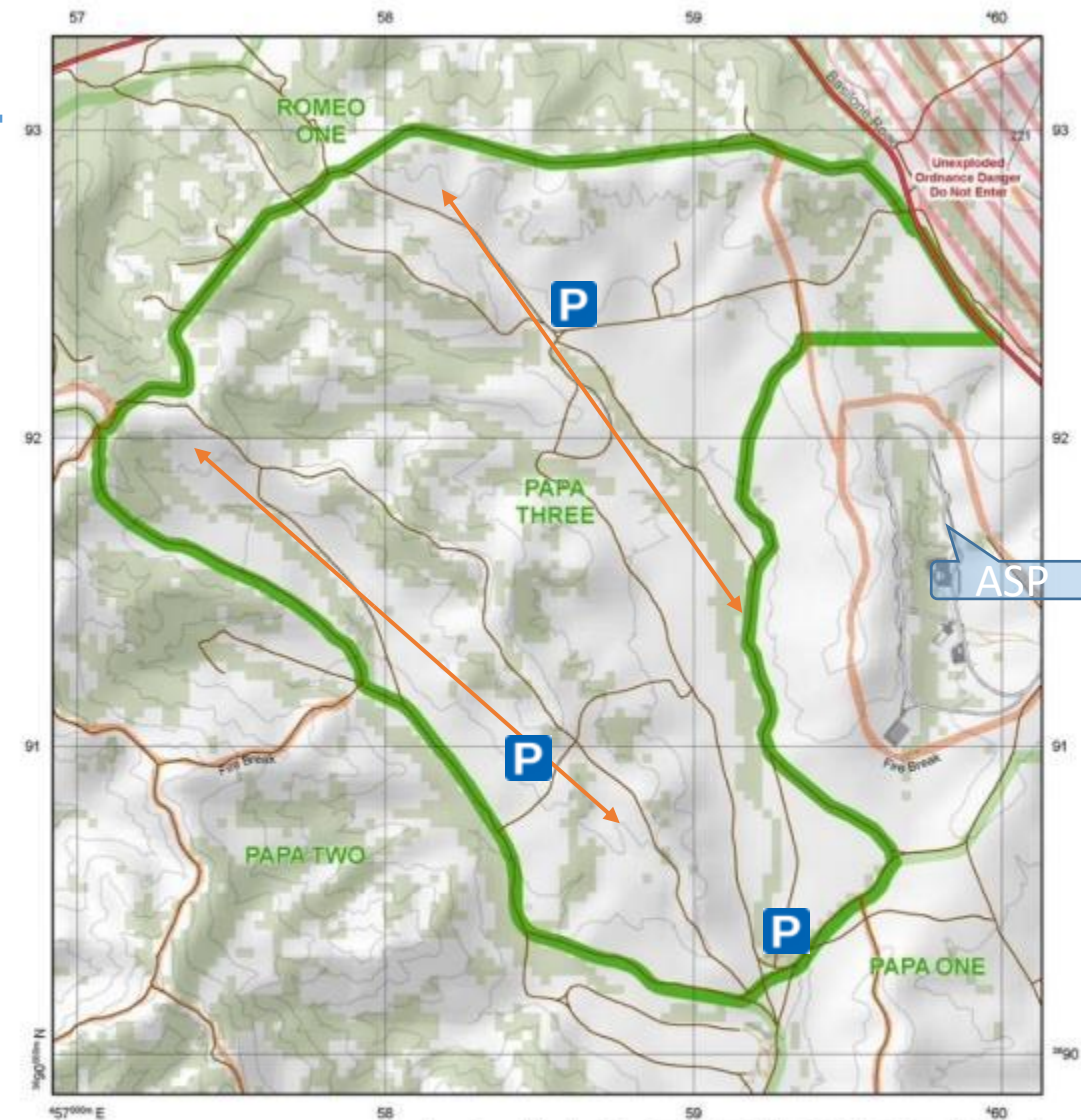 57
58
59
⁴60
ROMEO
ONE
Basilone Road
93
93
221
Unexploded
Ordnance Danger
Do Not Enter
P
92
92
PAPA
THREE
ASP
91
91
P
Fire Break
Fire Break
PAPA TWO
P
PAPA ONE
³⁶90⁰⁰⁰ᵐ N
³⁶90
⁴57⁰⁰⁰ᵐ E
58
59
⁴60